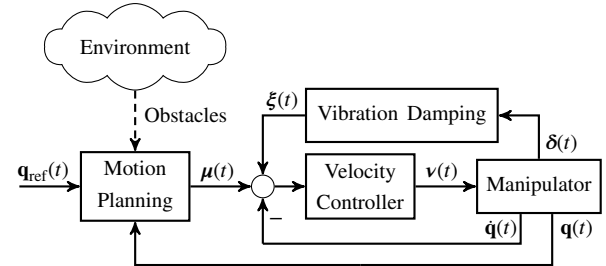 Environment
Obstacles
ξ(t)
Vibration Damping
δ(t)
q_ref(t)
Motion
Planning
μ(t)
Velocity
Controller
ν(t)
Manipulator
−
q̇(t)
q(t)